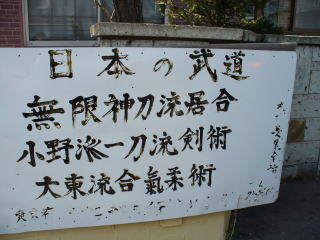 日本の武道
無限神刀流居合
小野派一刀流剣術
大東流合氣柔術